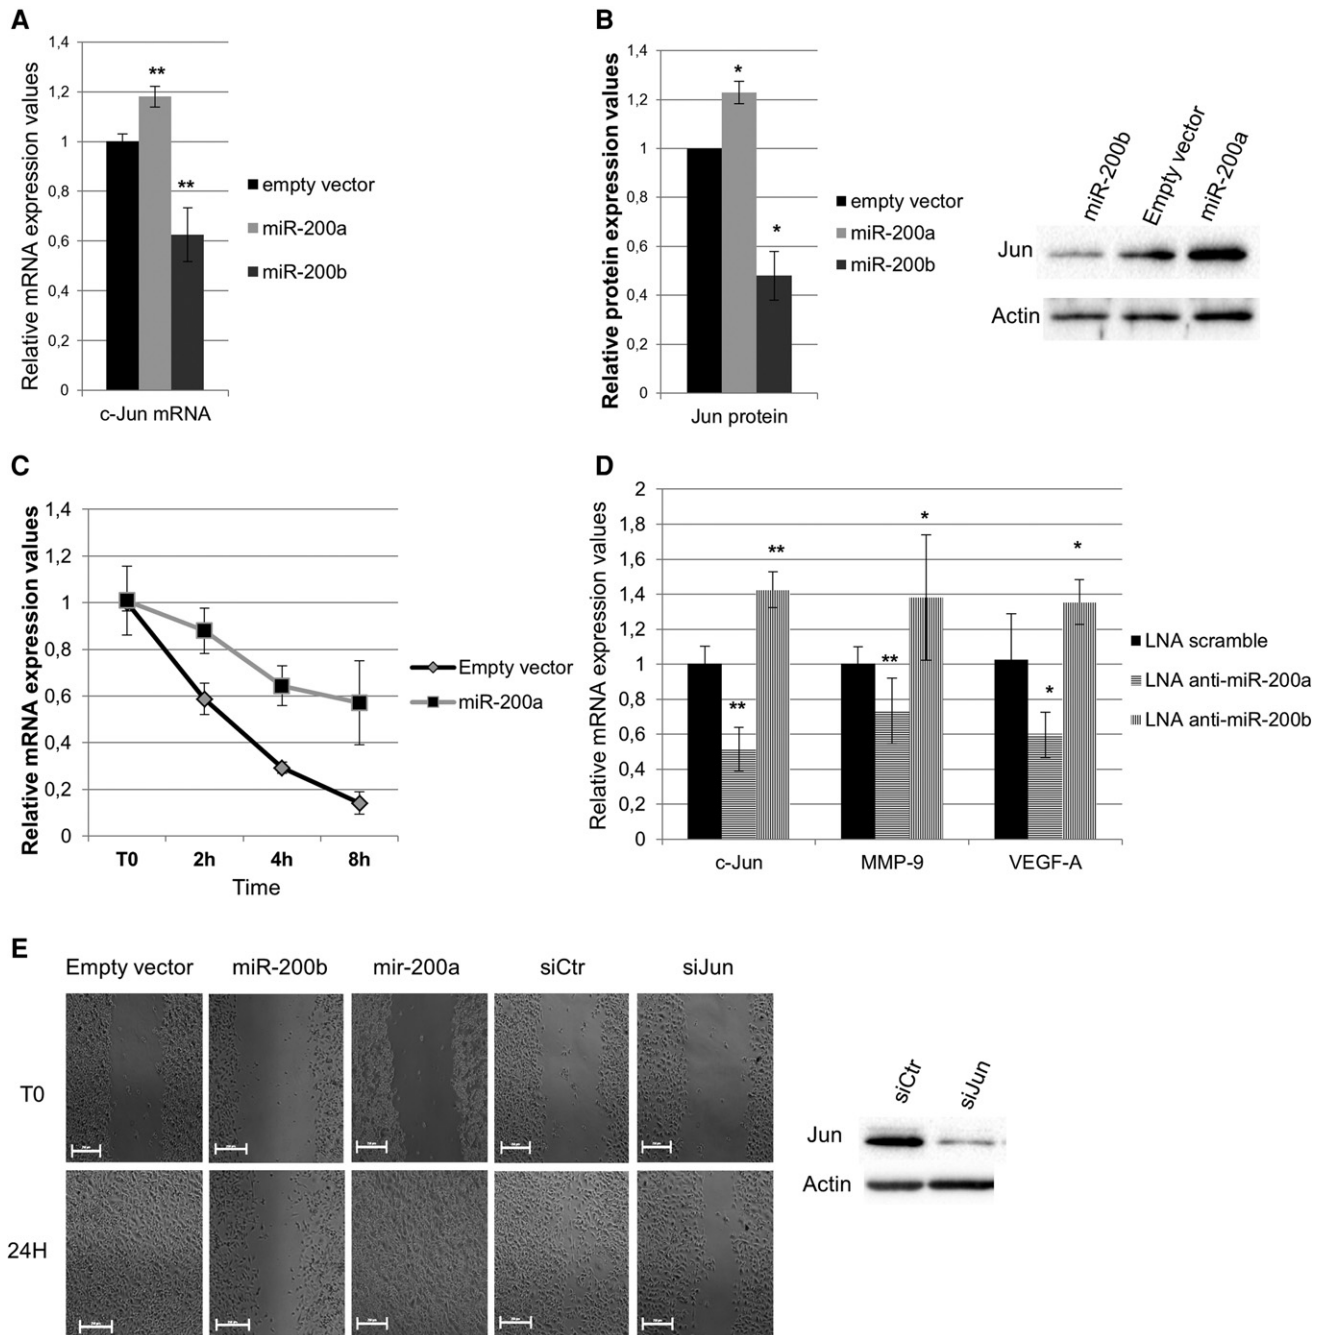 A
Relative mRNA expression values
1,4
1,2
1
0,8
0,6
0,4
0,2
0
**
**
c-Jun mRNA
empty vector
miR-200a
miR-200b
B
Relative protein expression values
1,4
1,2
1
0,8
0,6
0,4
0,2
0
*
*
Jun protein
empty vector
miR-200a
miR-200b
miR-200b
Empty vector
miR-200a
Jun
Actin
C
Relative mRNA expression values
1,4
1,2
1
0,8
0,6
0,4
0,2
0
T0 2h 4h 8h
Time
Empty vector
miR-200a
D
Relative mRNA expression values
2
1,8
1,6
1,4
1,2
1
0,8
0,6
0,4
0,2
0
**
**
**
*
*
*
c-Jun MMP-9 VEGF-A
LNA scramble
LNA anti-miR-200a
LNA anti-miR-200b
E
Empty vector miR-200b mir-200a siCtr siJun
T0
24H
siCtr
siJun
Jun
Actin